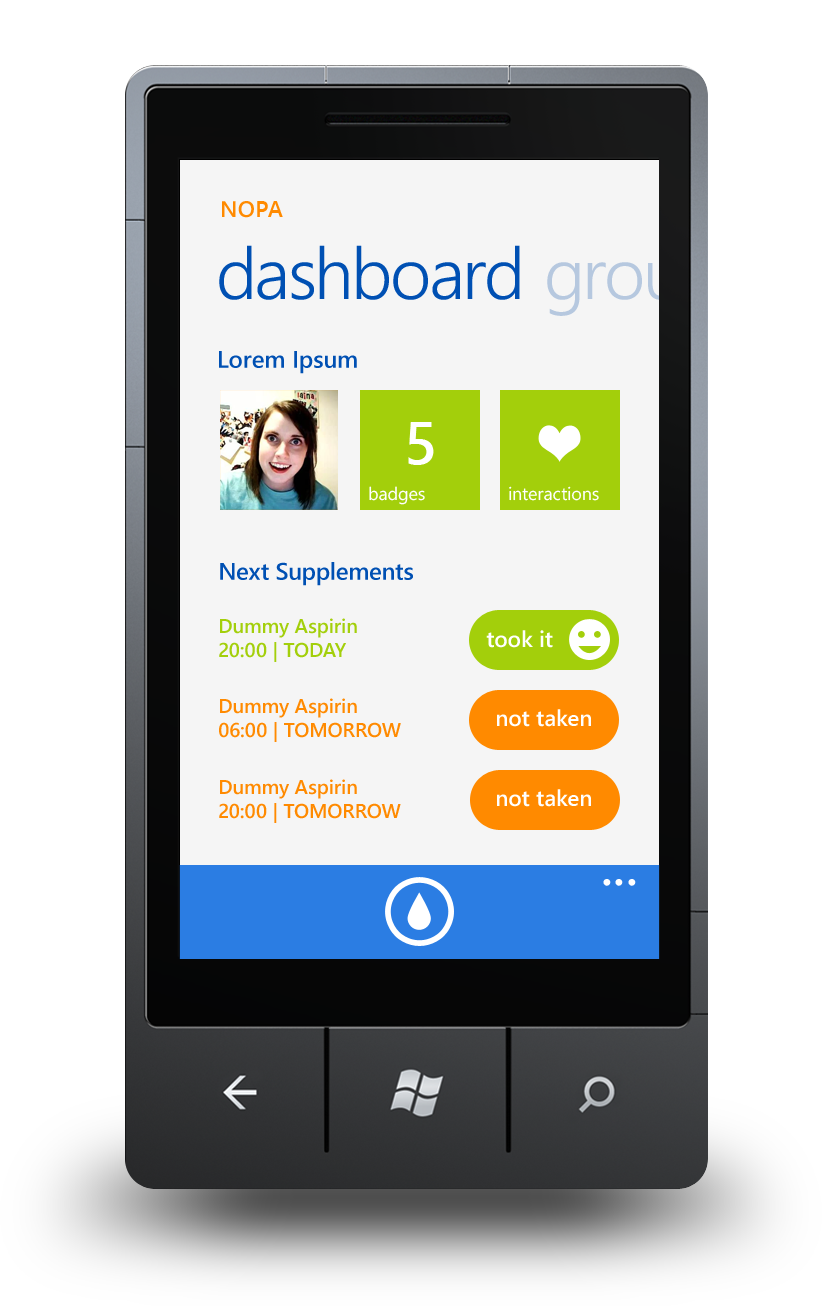 NOPA
dashboard grou
Lorem Ipsum
5
badges
interactions
Next Supplements
Dummy Aspirin
20:00 | TODAY
took it
Dummy Aspirin
06:00 | TOMORROW
not taken
Dummy Aspirin
20:00 | TOMORROW
not taken